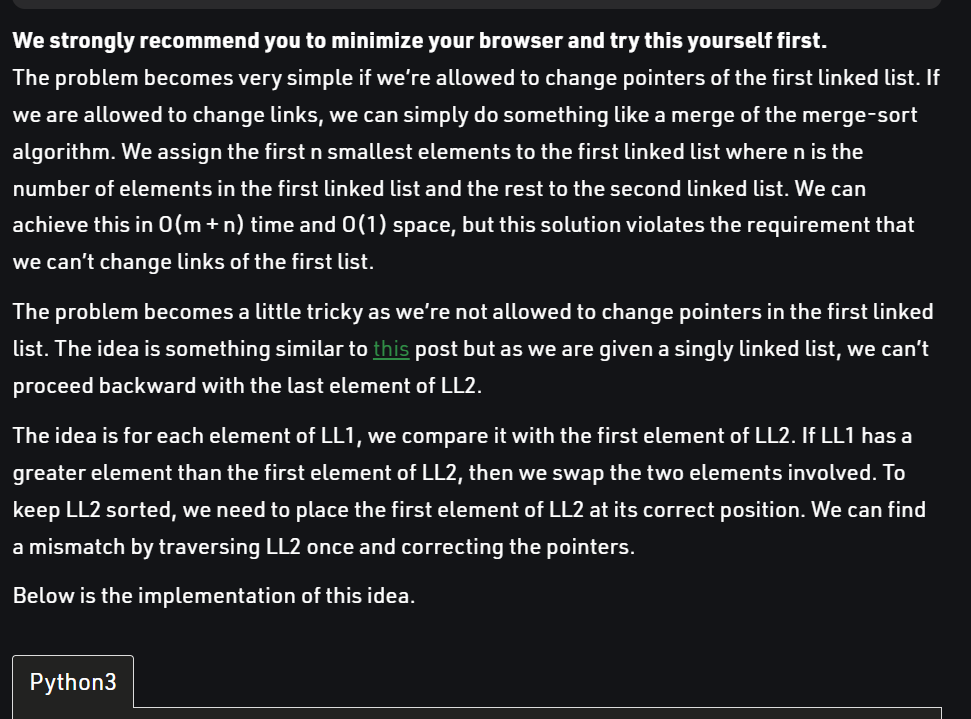 We strongly recommend you to minimize your browser and try this yourself first.
The problem becomes very simple if we’re allowed to change pointers of the first linked list. If
we are allowed to change links, we can simply do something like a merge of the merge-sort
algorithm. We assign the first n smallest elements to the first linked list where n is the
number of elements in the first linked list and the rest to the second linked list. We can
achieve this in O(m + n) time and O(1) space, but this solution violates the requirement that
we can’t change links of the first list.
The problem becomes a little tricky as we’re not allowed to change pointers in the first linked
list. The idea is something similar to this post but as we are given a singly linked list, we can’t
proceed backward with the last element of LL2.
The idea is for each element of LL1, we compare it with the first element of LL2. If LL1 has a
greater element than the first element of LL2, then we swap the two elements involved. To
keep LL2 sorted, we need to place the first element of LL2 at its correct position. We can find
a mismatch by traversing LL2 once and correcting the pointers.
Below is the implementation of this idea.
Python3